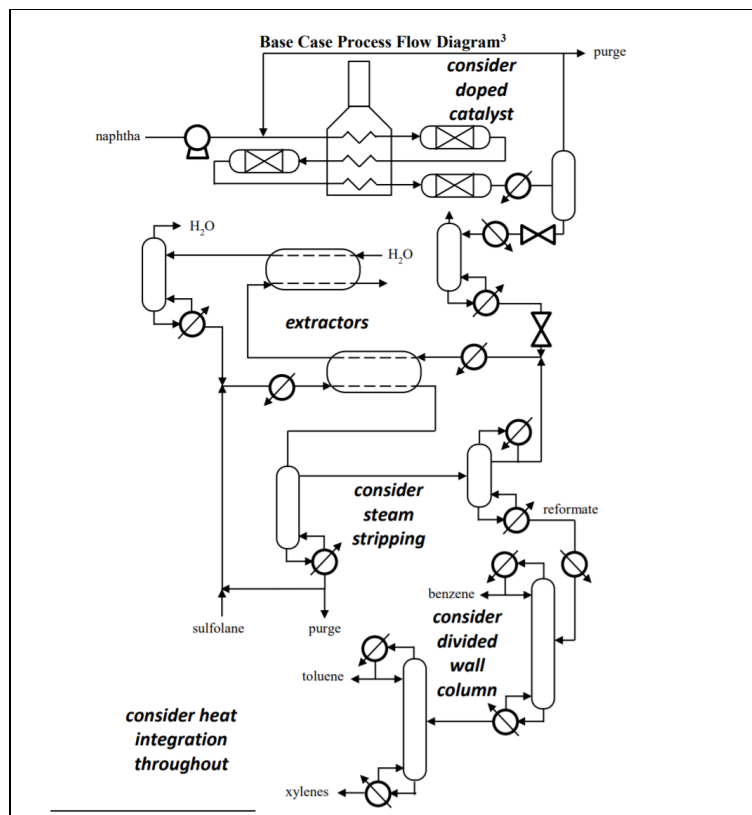 Base Case Process Flow Diagram³
purge
consider
doped
catalyst
naphtha
H₂O
H₂O
extractors
consider
steam
stripping
reformate
benzene
sulfolane
purge
consider
divided
wall
column
toluene
consider heat
integration
throughout
xylenes